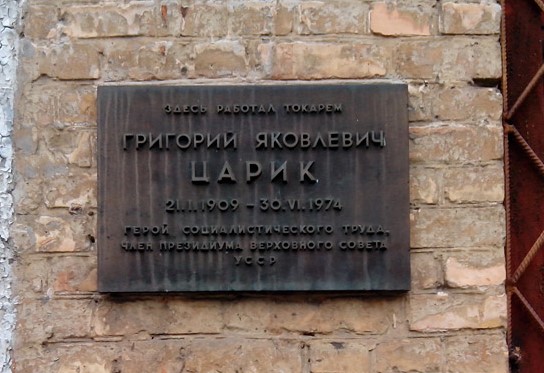 ЗДЕСЬ РАБОТАЛ ТОКАРЕМ
ГРИГОРИЙ ЯКОВЛЕВИЧ
ЦАРИК
21.I.1909 - 30.VI.1974
ГЕРОЙ СОЦИАЛИСТИЧЕСКОГО ТРУДА,
ЧЛЕН ПРЕЗИДИУМА ВЕРХОВНОГО СОВЕТА
УССР